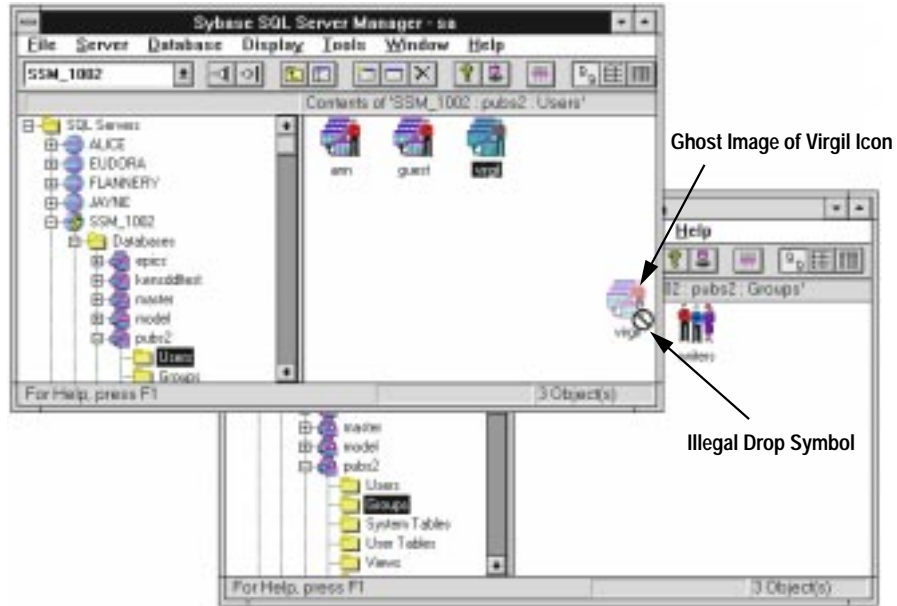 Sybase SQL Server Manager - sa
File Server Database Display Tools Window Help
SSM_1002
Contents of 'SSM_1002 : pubs2 : Users'
SQL Servers
ALICE
EUDORA
FLANNERY
JAYNE
SSM_1002
Databases
epics
master
model
pubs2
Users
Groups
ann
guest
virgil
For Help, press F1
3 Object(s)
Ghost Image of Virgil Icon
Help
02 : pubs2 : Groups'
virgil
Illegal Drop Symbol
master
model
pubs2
Users
Groups
System Tables
User Tables
Views
For Help, press F1
3 Object(s)